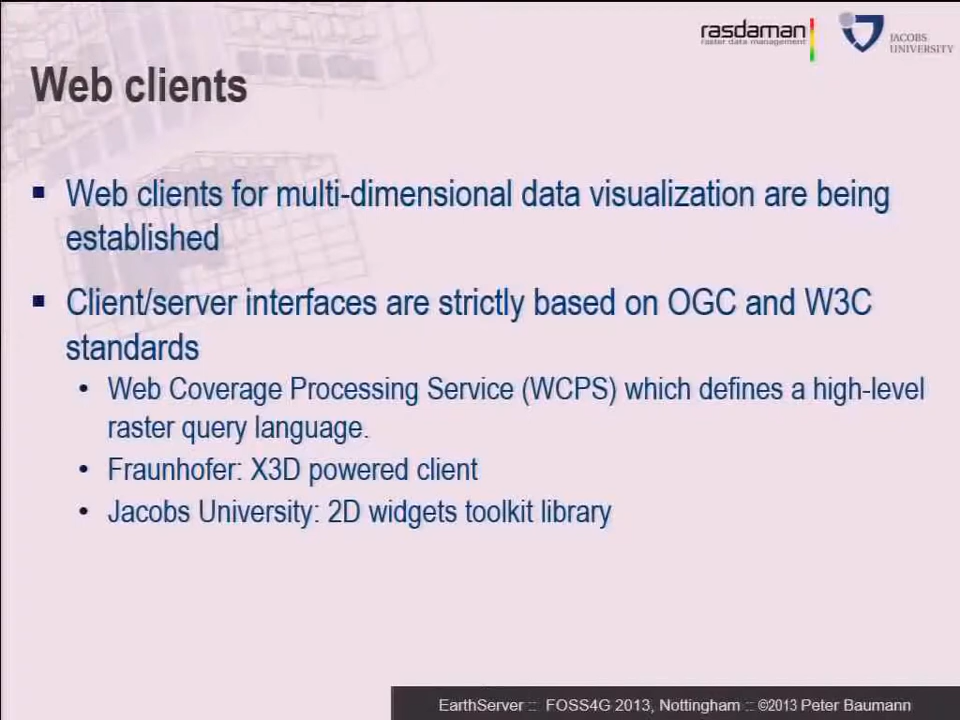 rasdaman
raster data management
JACOBS
UNIVERSITY
Web clients
▪ Web clients for multi-dimensional data visualization are being
established
▪ Client/server interfaces are strictly based on OGC and W3C
standards
• Web Coverage Processing Service (WCPS) which defines a high-level
raster query language.
• Fraunhofer: X3D powered client
• Jacobs University: 2D widgets toolkit library
EarthServer :: FOSS4G 2013, Nottingham :: ©2013 Peter Baumann